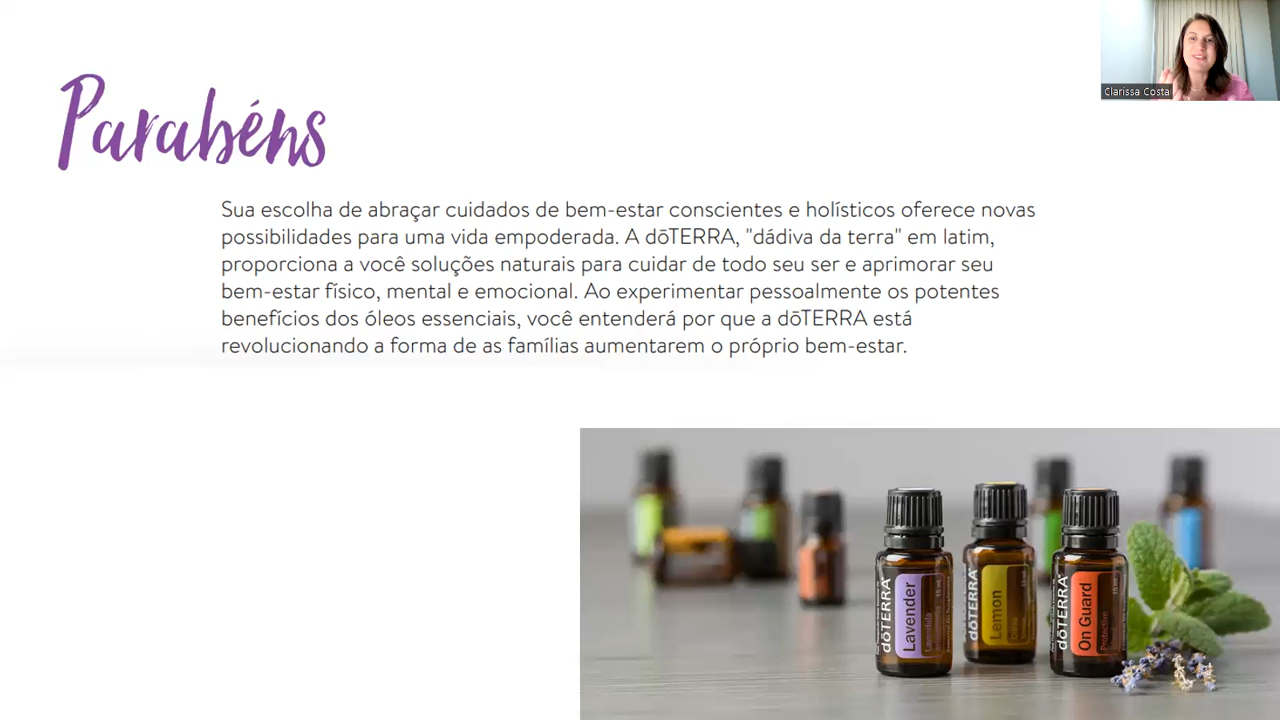 Clarissa Costa
Parabéns
Sua escolha de abraçar cuidados de bem-estar conscientes e holísticos oferece novas
possibilidades para uma vida empoderada. A dōTERRA, "dádiva da terra" em latim,
proporciona a você soluções naturais para cuidar de todo seu ser e aprimorar seu
bem-estar físico, mental e emocional. Ao experimentar pessoalmente os potentes
benefícios dos óleos essenciais, você entenderá por que a dōTERRA está
revolucionando a forma de as famílias aumentarem o próprio bem-estar.
dōTERRA
Lavender
dōTERRA
Lemon
dōTERRA
On Guard